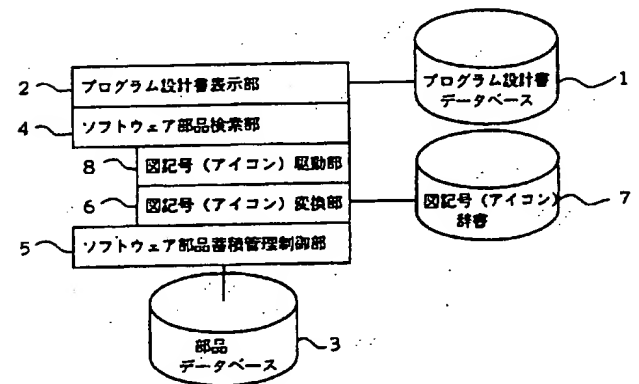 2 プログラム設計書表示部
4 ソフトウェア部品検索部
8 図記号(アイコン)駆動部
6 図記号(アイコン)変換部
5 ソフトウェア部品蓄積管理制御部
プログラム設計書
データベース
1
図記号(アイコン)
辞書
7
部品
データベース
3